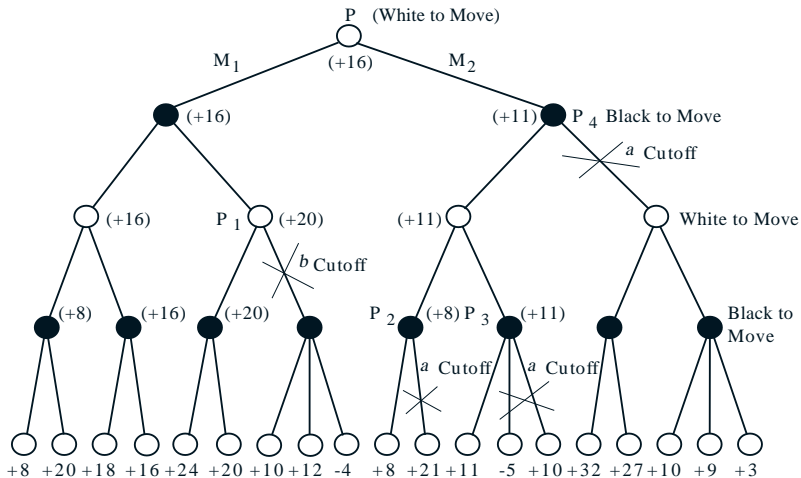 P (White to Move)
M1 (+16) M2
(+16) (+11) P4 Black to Move
a Cutoff
(+16) P1 (+20) (+11) White to Move
b Cutoff
(+8) (+16) (+20) P2 (+8) P3 (+11) Black to
Move
a Cutoff a Cutoff
+8 +20 +18 +16 +24 +20 +10 +12 -4 +8 +21 +11 -5 +10 +32 +27 +10 +9 +3